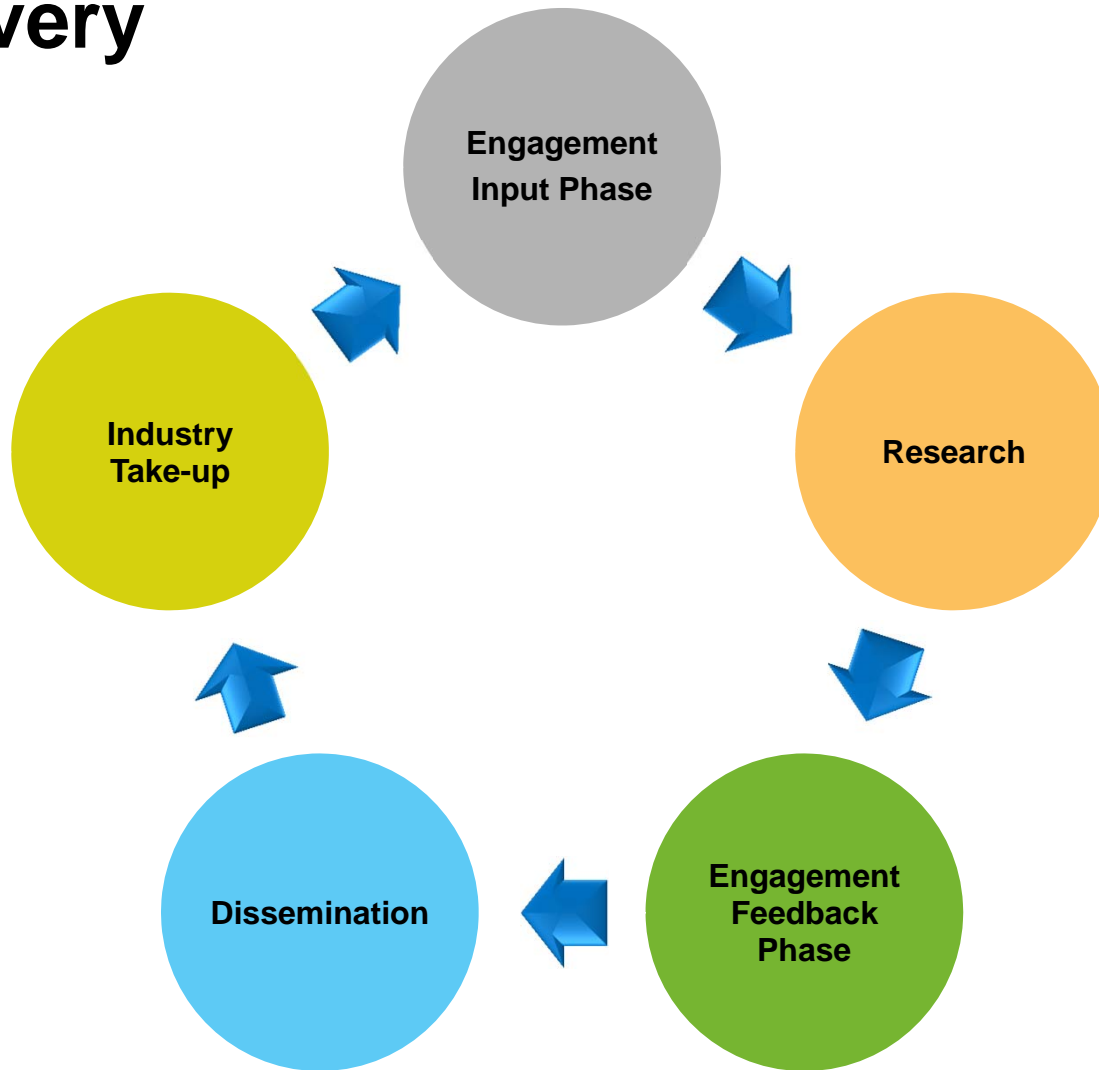 very
Engagement
Input Phase
Research
Engagement
Feedback
Phase
Dissemination
Industry
Take-up